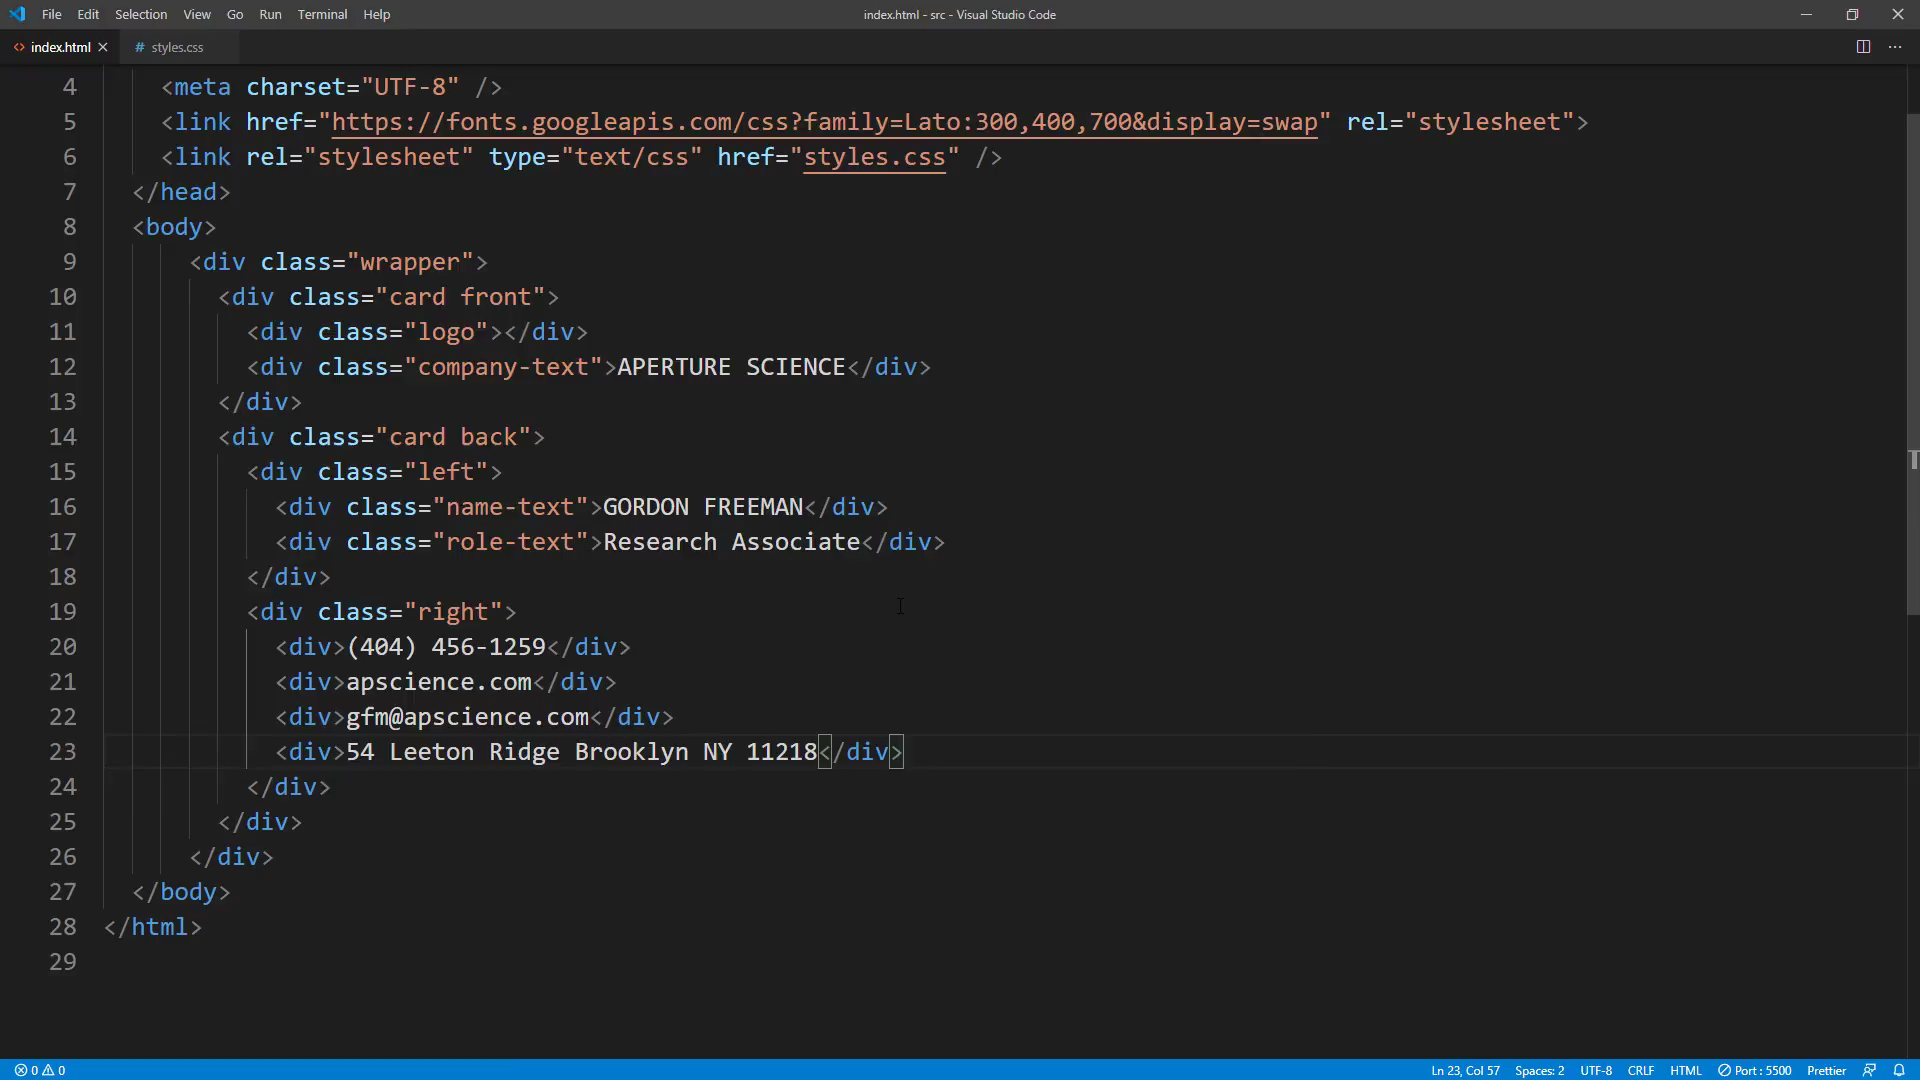 File Edit Selection View Go Run Terminal Help index.html - src - Visual Studio Code
<> index.html # styles.css
4 <meta charset="UTF-8" />
5 <link href="https://fonts.googleapis.com/css?family=Lato:300,400,700&display=swap" rel="stylesheet">
6 <link rel="stylesheet" type="text/css" href="styles.css" />
7 </head>
8 <body>
9 <div class="wrapper">
10 <div class="card front">
11 <div class="logo"></div>
12 <div class="company-text">APERTURE SCIENCE</div>
13 </div>
14 <div class="card back">
15 <div class="left">
16 <div class="name-text">GORDON FREEMAN</div>
17 <div class="role-text">Research Associate</div>
18 </div>
19 <div class="right">
20 <div>(404) 456-1259</div>
21 <div>apscience.com</div>
22 <div>gfm@apscience.com</div>
23 <div>54 Leeton Ridge Brooklyn NY 11218</div>
24 </div>
25 </div>
26 </div>
27 </body>
28 </html>
29
0 0 Ln 23, Col 57 Spaces: 2 UTF-8 CRLF HTML Port : 5500 Prettier